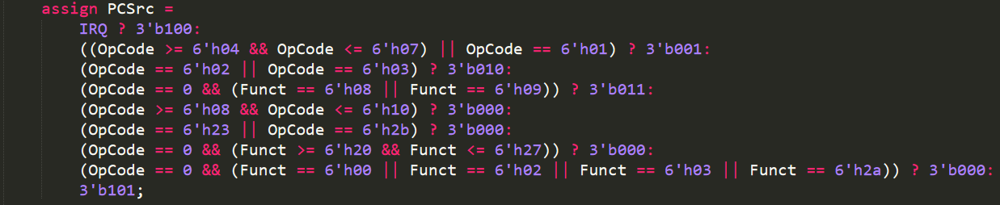 assign PCSrc =
IRQ ? 3'b100:
((OpCode >= 6'h04 && OpCode <= 6'h07) || OpCode == 6'h01) ? 3'b001:
(OpCode == 6'h02 || OpCode == 6'h03) ? 3'b010:
(OpCode == 0 && (Funct == 6'h08 || Funct == 6'h09)) ? 3'b011:
(OpCode >= 6'h08 && OpCode <= 6'h10) ? 3'b000:
(OpCode == 6'h23 || OpCode == 6'h2b) ? 3'b000:
(OpCode == 0 && (Funct >= 6'h20 && Funct <= 6'h27)) ? 3'b000:
(OpCode == 0 && (Funct == 6'h00 || Funct == 6'h02 || Funct == 6'h03 || Funct == 6'h2a)) ? 3'b000:
3'b101;